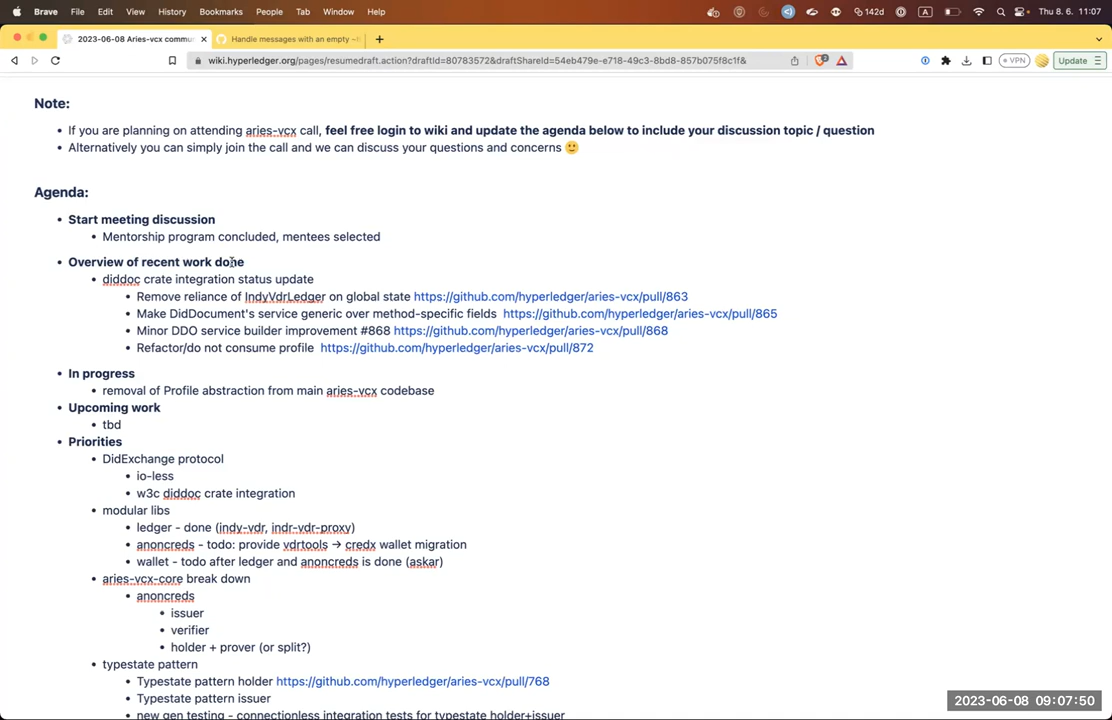 Brave File Edit View History Bookmarks People Tab Window Help 142d A Thu 8. 6. 11:07
2023-06-08 Aries-vcx commu Handle messages with an empty
wiki.hyperledger.org/pages/resumedraft.action?draftId=80783572&draftShareId=54eb479e-e718-49c3-8bd8-857b075f8c1f& VPN Update
Note:
If you are planning on attending aries-vcx call, feel free login to wiki and update the agenda below to include your discussion topic / question
Alternatively you can simply join the call and we can discuss your questions and concerns 🙂
Agenda:
Start meeting discussion
Mentorship program concluded, mentees selected
Overview of recent work done
diddoc crate integration status update
Remove reliance of IndyVdrLedger on global state https://github.com/hyperledger/aries-vcx/pull/863
Make DidDocument's service generic over method-specific fields https://github.com/hyperledger/aries-vcx/pull/865
Minor DDO service builder improvement #868 https://github.com/hyperledger/aries-vcx/pull/868
Refactor/do not consume profile https://github.com/hyperledger/aries-vcx/pull/872
In progress
removal of Profile abstraction from main aries-vcx codebase
Upcoming work
tbd
Priorities
DidExchange protocol
io-less
w3c diddoc crate integration
modular libs
ledger - done (indy-vdr, indr-vdr-proxy)
anoncreds - todo: provide vdrtools → credx wallet migration
wallet - todo after ledger and anoncreds is done (askar)
aries-vcx-core break down
anoncreds
issuer
verifier
holder + prover (or split?)
typestate pattern
Typestate pattern holder https://github.com/hyperledger/aries-vcx/pull/768
Typestate pattern issuer
new gen testing - connectionless integration tests for typestate holder+issuer
2023-06-08 09:07:50